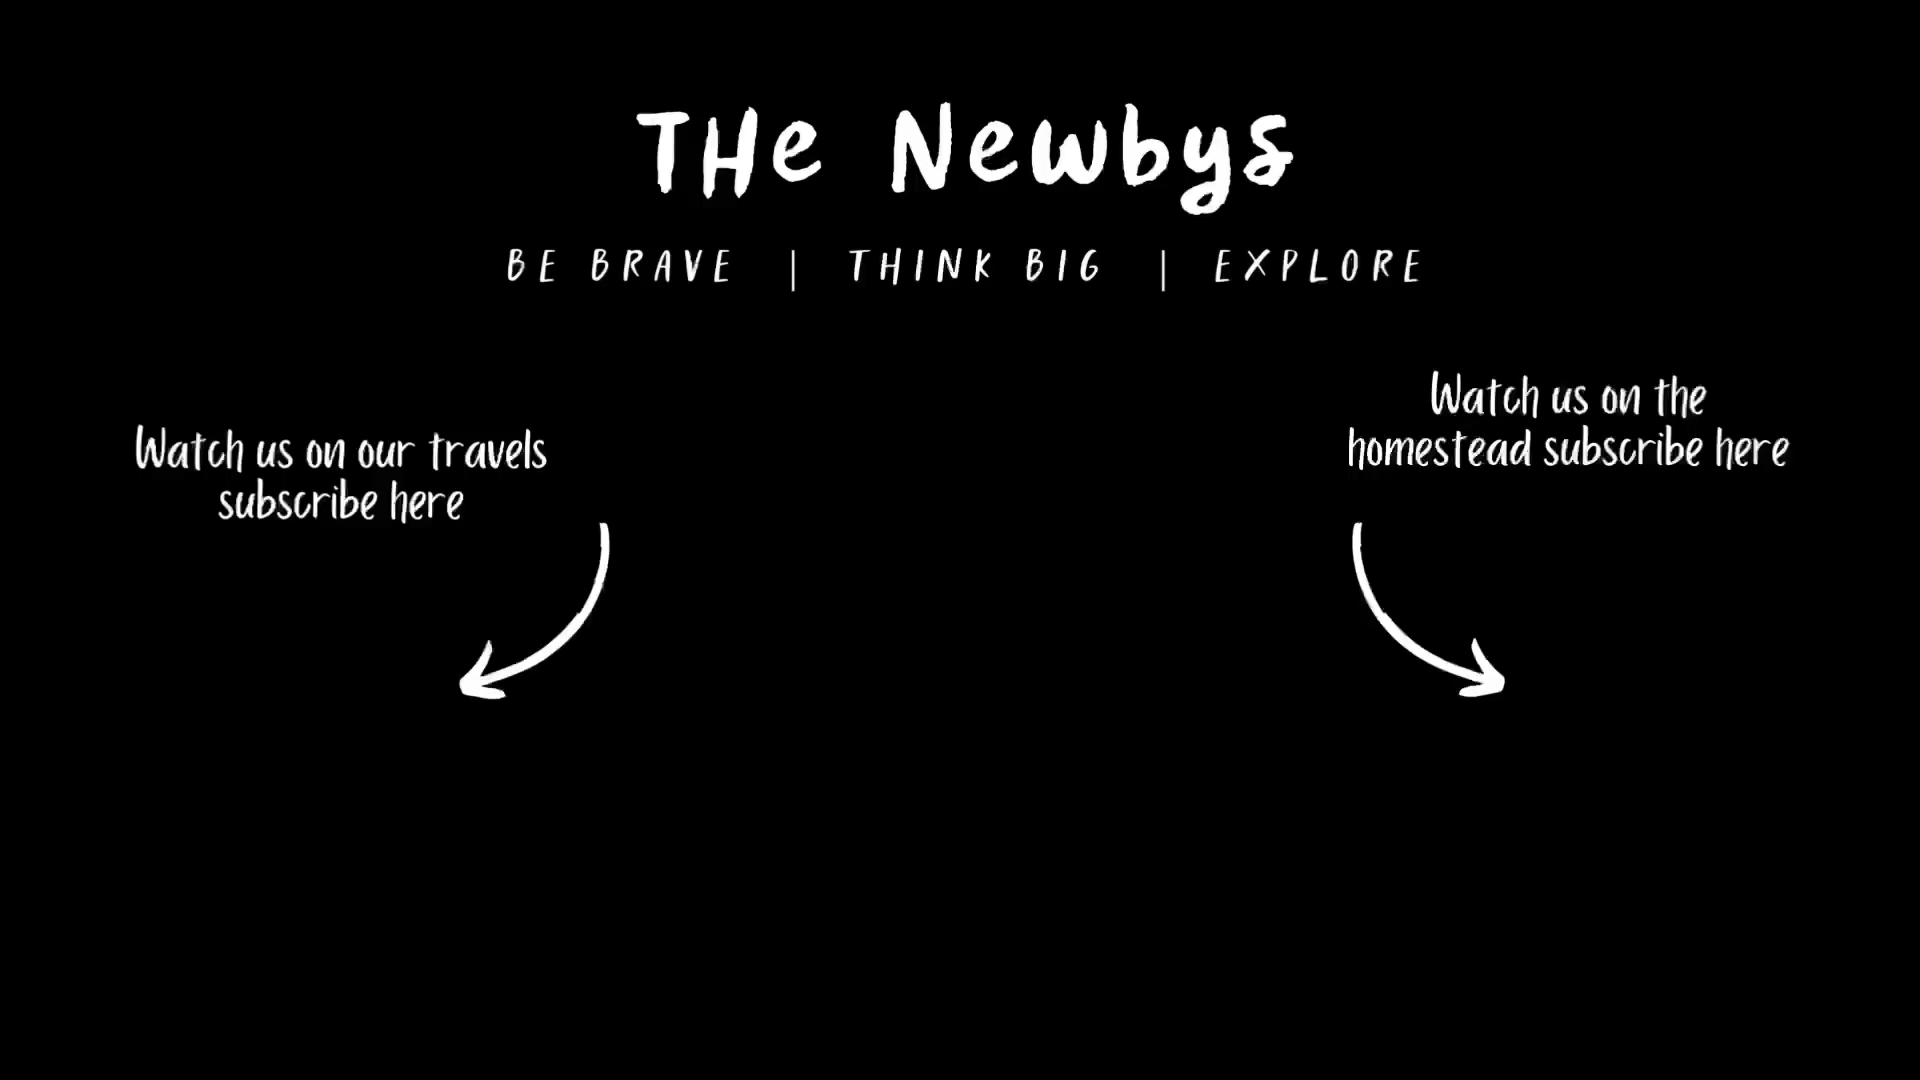 THe Newbys
BE BRAVE | THINK BIG | EXPLORE
Watch us on our travels
subscribe here
Watch us on the
homestead subscribe here